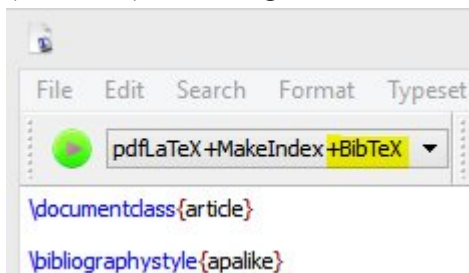 File Edit Search Format Typeset
pdfLaTeX+MakeIndex+BibTeX
\documentclass{article}
\bibliographystyle{apalike}